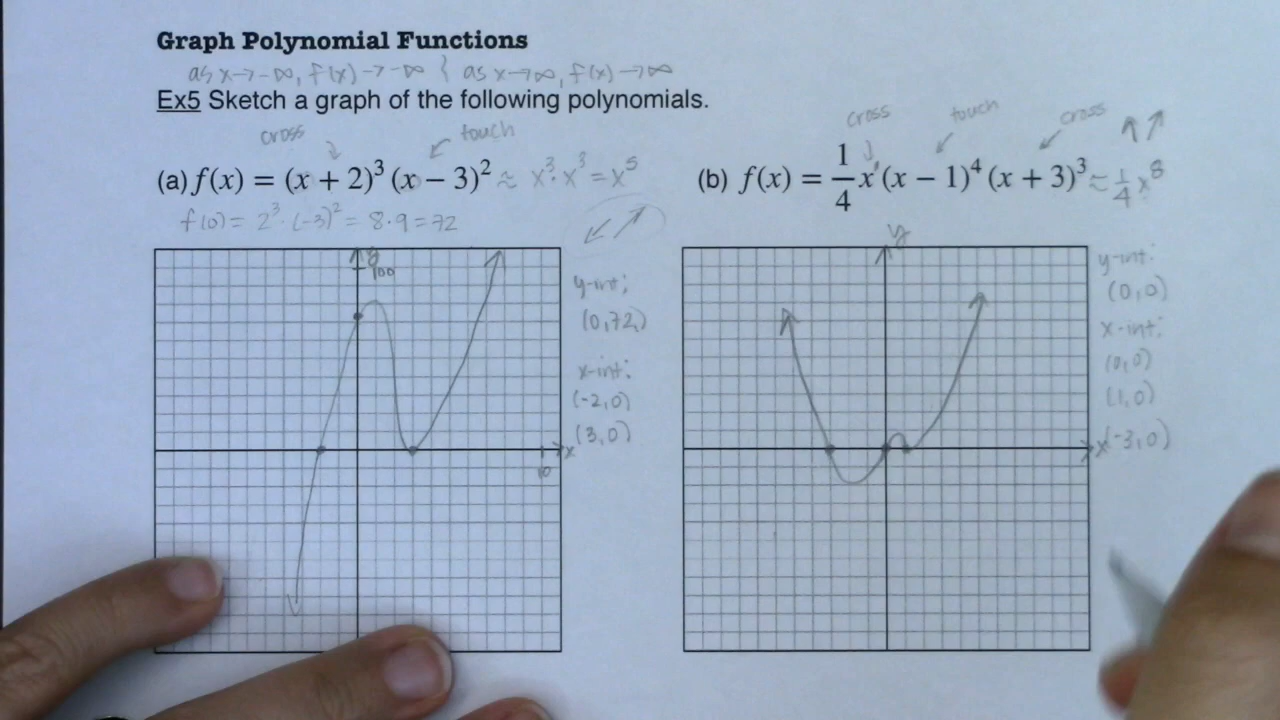 Graph Polynomial Functions
as x→-∞, f(x)→-∞ { as x→∞, f(x)→∞
Ex5 Sketch a graph of the following polynomials.
cross touch
(a) f(x) = (x + 2)³ (x − 3)² ≈ x³·x³ = x⁵
f(0) = 2³·(-3)² = 8·9 = 72
y
100
y-int:
(0,72)
x-int:
(-2,0)
(3,0)
x
10
cross touch cross
(b) f(x) = 1/4 x¹(x − 1)⁴ (x + 3)³ ≈ 1/4 x⁸
y
y-int:
(0,0)
x-int:
(0,0)
(1,0)
x
(-3,0)